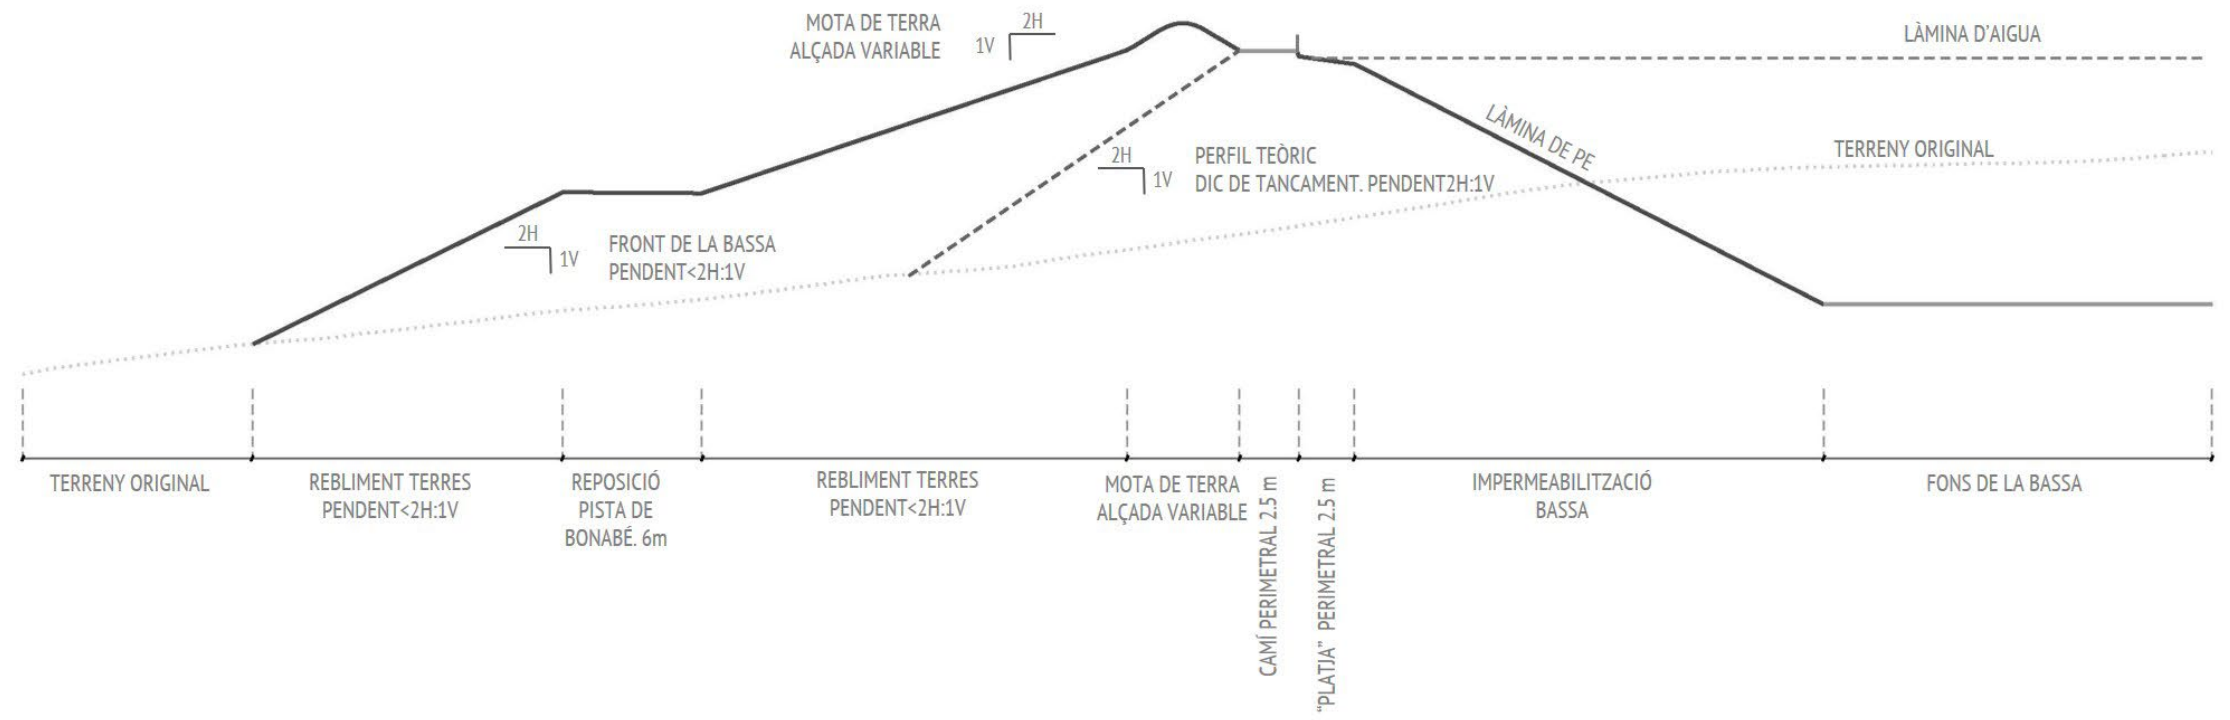 MOTA DE TERRA
ALÇADA VARIABLE
2H
1V
LÀMINA D'AIGUA
LÀMINA DE PE
TERRENY ORIGINAL
2H
1V
PERFIL TEÒRIC
DIC DE TANCAMENT. PENDENT2H:1V
2H
1V
FRONT DE LA BASSA
PENDENT<2H:1V
TERRENY ORIGINAL
REBLIMENT TERRES
PENDENT<2H:1V
REPOSICIÓ
PISTA DE
BONABÉ. 6m
REBLIMENT TERRES
PENDENT<2H:1V
MOTA DE TERRA
ALÇADA VARIABLE
CAMÍ PERIMETRAL 2.5 m
"PLATJA" PERIMETRAL 2.5 m
IMPERMEABILITZACIÓ
BASSA
FONS DE LA BASSA